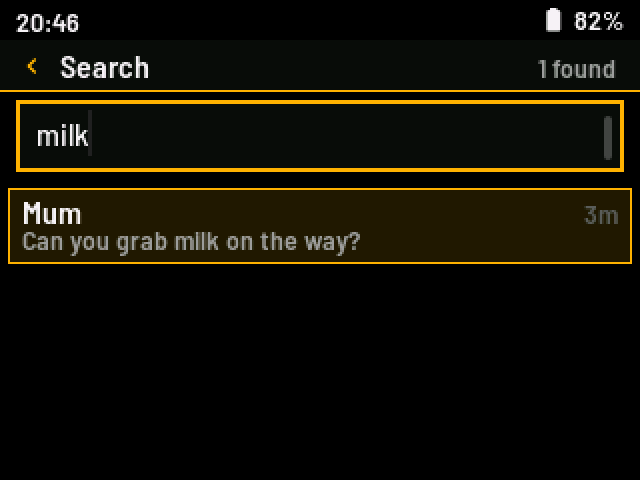 20:46
82%
Search
1 found
milk
Mum
3m
Can you grab milk on the way?